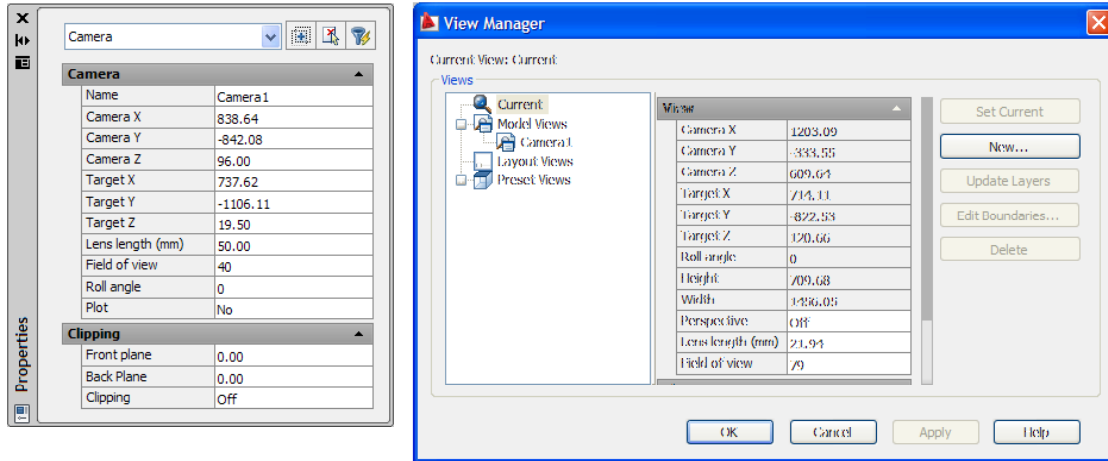 Camera
Camera
Name Camera1
Camera X 838.64
Camera Y -842.08
Camera Z 96.00
Target X 737.62
Target Y -1106.11
Target Z 19.50
Lens length (mm) 50.00
Field of view 40
Roll angle 0
Plot No
Clipping
Front plane 0.00
Back Plane 0.00
Clipping Off
Properties
View Manager
Current View: Current
Views
Current
Model Views
Camera1
Layout Views
Preset Views
View
Camera X 1203.09
Camera Y -333.55
Camera Z 609.64
Target X 714.11
Target Y -822.53
Target Z 120.66
Roll angle 0
Height 709.68
Width
Perspective Off
Lens length (mm) 21.94
Field of view 79
Set Current
New...
Update Layers
Edit Boundaries...
Delete
OK
Cancel
Apply
Help